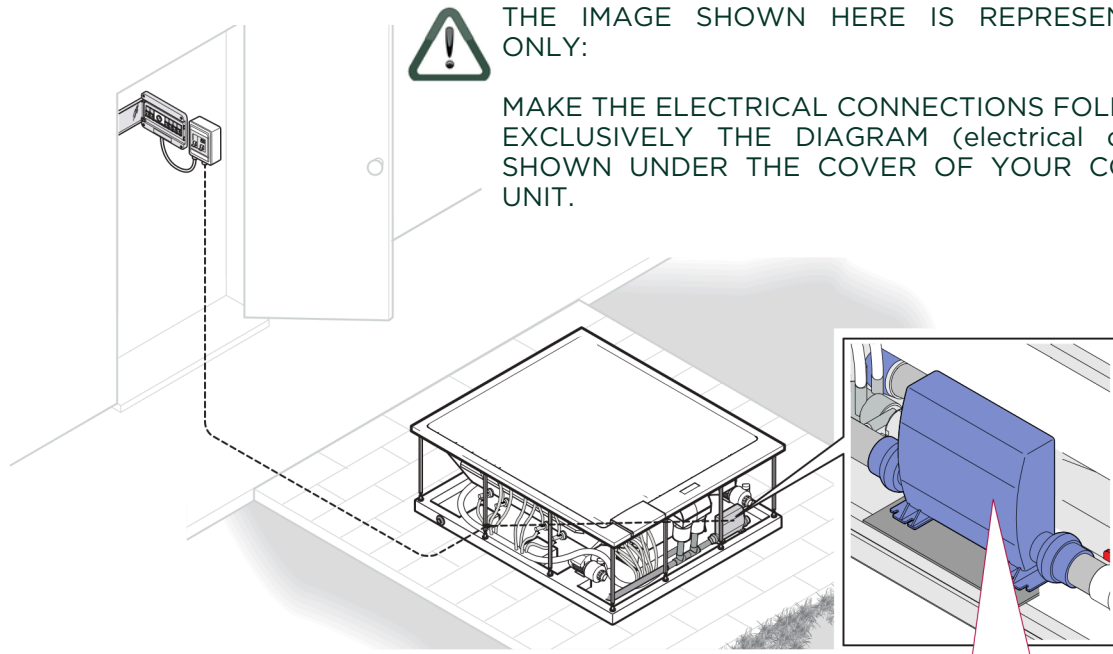 THE IMAGE SHOWN HERE IS
ONLY:
MAKE THE ELECTRICAL CONNECTIONS
EXCLUSIVELY THE DIAGRAM (electrical
SHOWN UNDER THE COVER OF YOUR
UNIT.